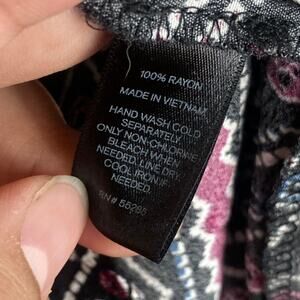 100% RAYON
MADE IN VIETNAM
HAND WASH COLD
SEPARATELY.
ONLY NON-CHLORINE
BLEACH WHEN
NEEDED. LINE DRY.
COOL IRON IF
NEEDED.
RN# 55285